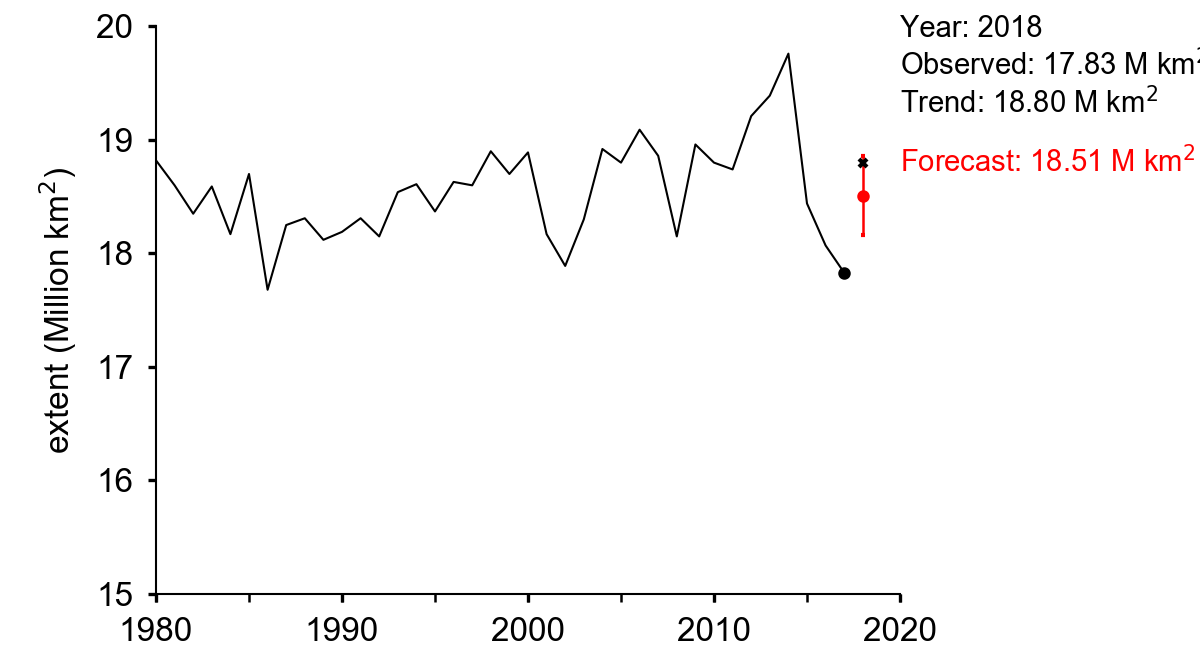 20
19
18
17
16
15
extent (Million km²)
1980
1990
2000
2010
2020
Year: 2018
Observed: 17.83 M km²
Trend: 18.80 M km²
Forecast: 18.51 M km²